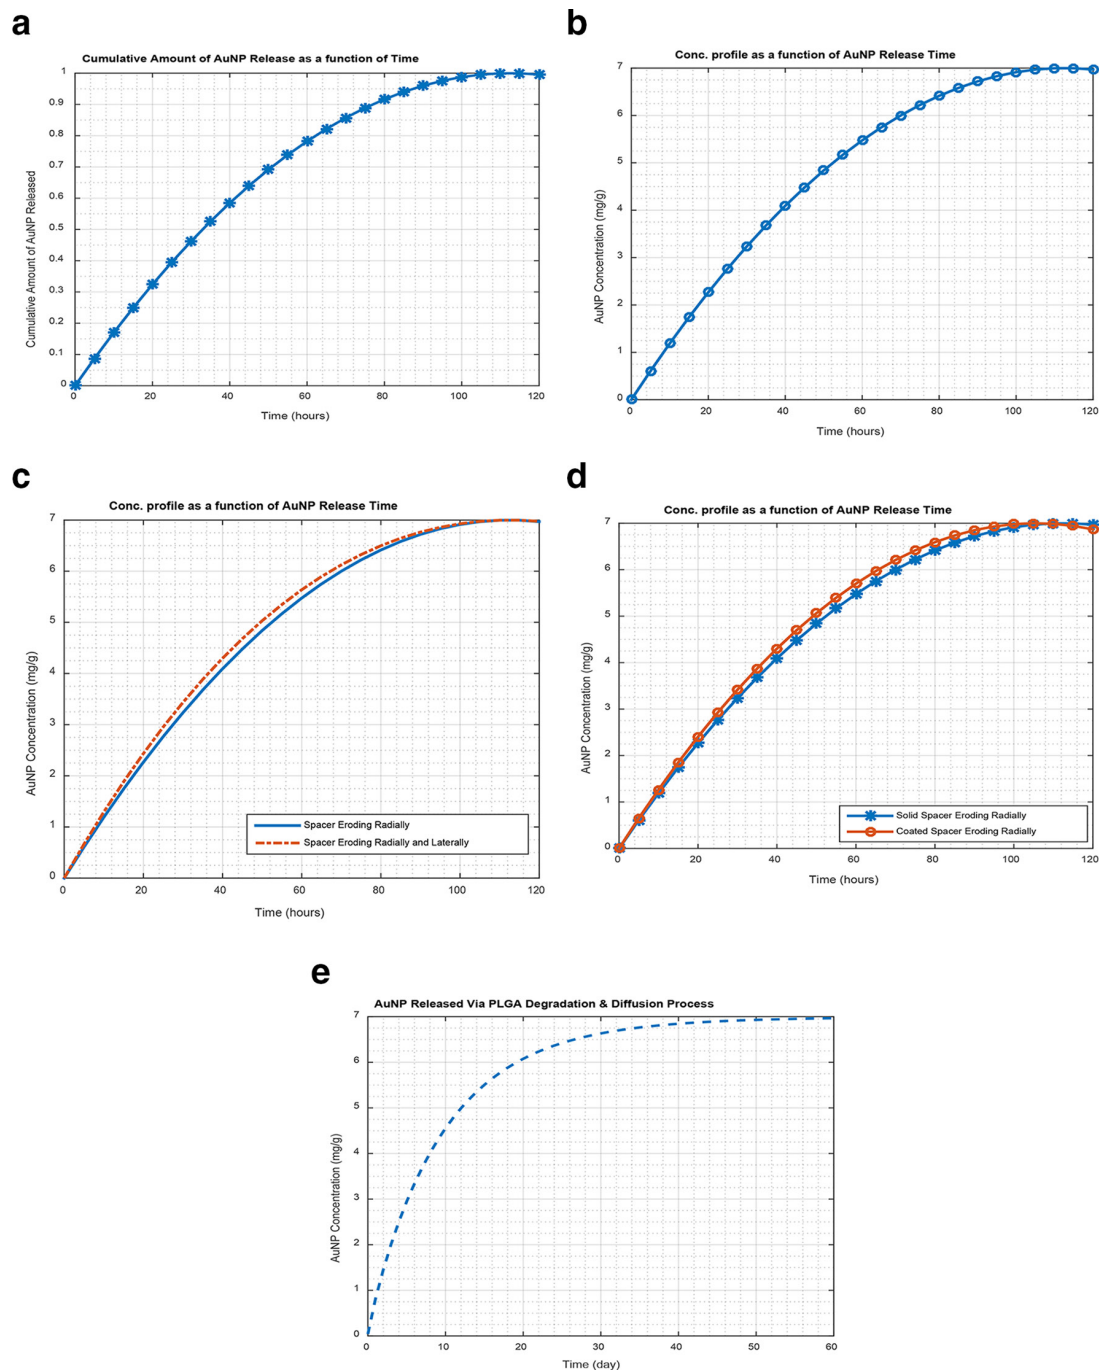 a
Cumulative Amount of AuNP Release as a function of Time
Cumulative Amount of AuNP Released
1
0.9
0.8
0.7
0.6
0.5
0.4
0.3
0.2
0.1
0
0 20 40 60 80 100 120
Time (hours)
b
Conc. profile as a function of AuNP Release Time
AuNP Concentration (mg/g)
7
6
5
4
3
2
1
0
0 20 40 60 80 100 120
Time (hours)
c
Conc. profile as a function of AuNP Release Time
AuNP Concentration (mg/g)
7
6
5
4
3
2
1
0
Spacer Eroding Radially
Spacer Eroding Radially and Laterally
0 20 40 60 80 100 120
Time (hours)
d
Conc. profile as a function of AuNP Release Time
AuNP Concentration (mg/g)
7
6
5
4
3
2
1
0
Solid Spacer Eroding Radially
Coated Spacer Eroding Radially
0 20 40 60 80 100 120
Time (hours)
e
AuNP Released Via PLGA Degradation & Diffusion Process
AuNP Concentration (mg/g)
7
6
5
4
3
2
1
0
0 10 20 30 40 50 60
Time (day)